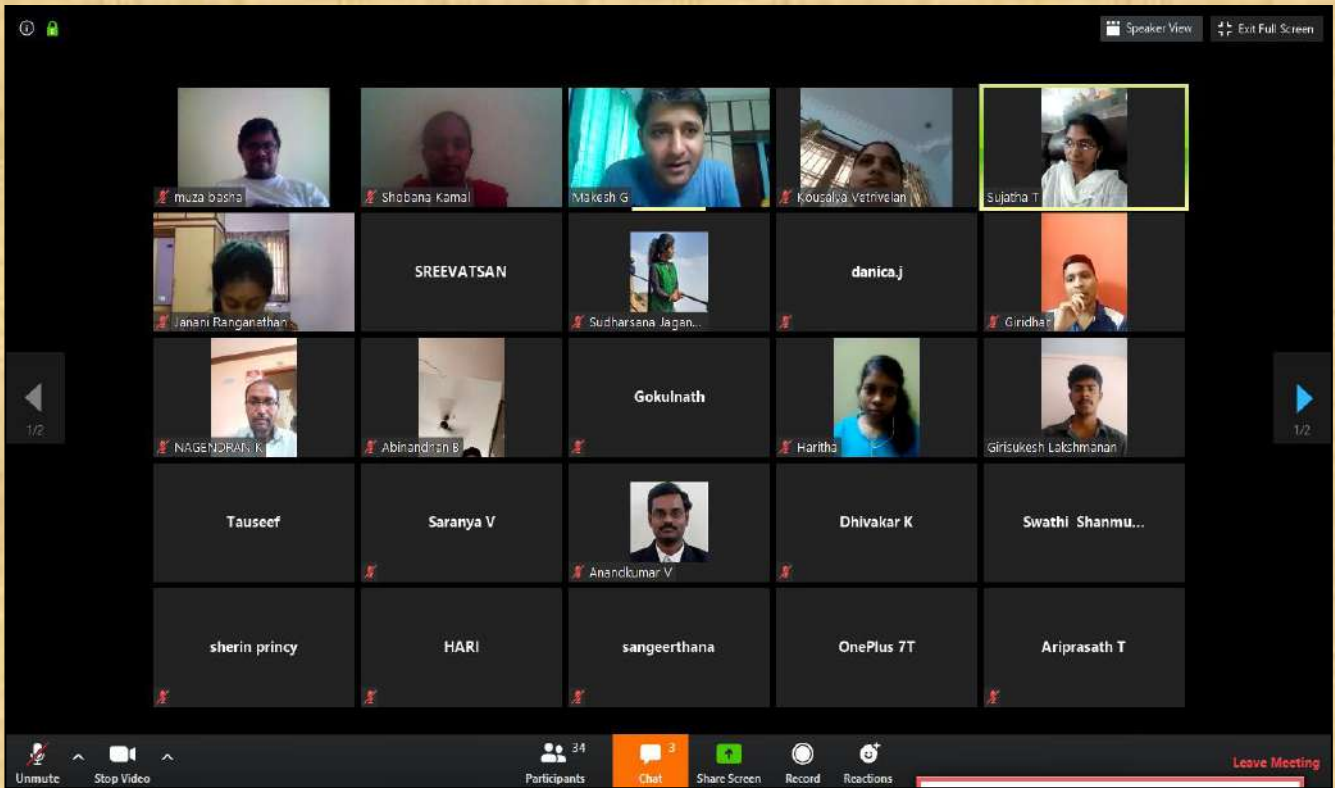 Speaker View Exit Full Screen
muza basha
Shobana Kamal
Makesh G
Kousalya Vetrivelan
Sujatha T
Janani Ranganathan
SREEVATSAN
Sudharsana Jagan...
danica.j
Giridhar
NAGENDRAN K
Abinandhan B
Gokulnath
Haritha
Girisukesh Lakshmanan
1/2
1/2
Tauseef
Saranya V
Anandkumar V
Dhivakar K
Swathi Shanmu...
sherin princy
HARI
sangeerthana
OnePlus 7T
Ariprasath T
34
3
Unmute
Stop Video
Participants
Chat
Share Screen
Record
Reactions
Leave Meeting